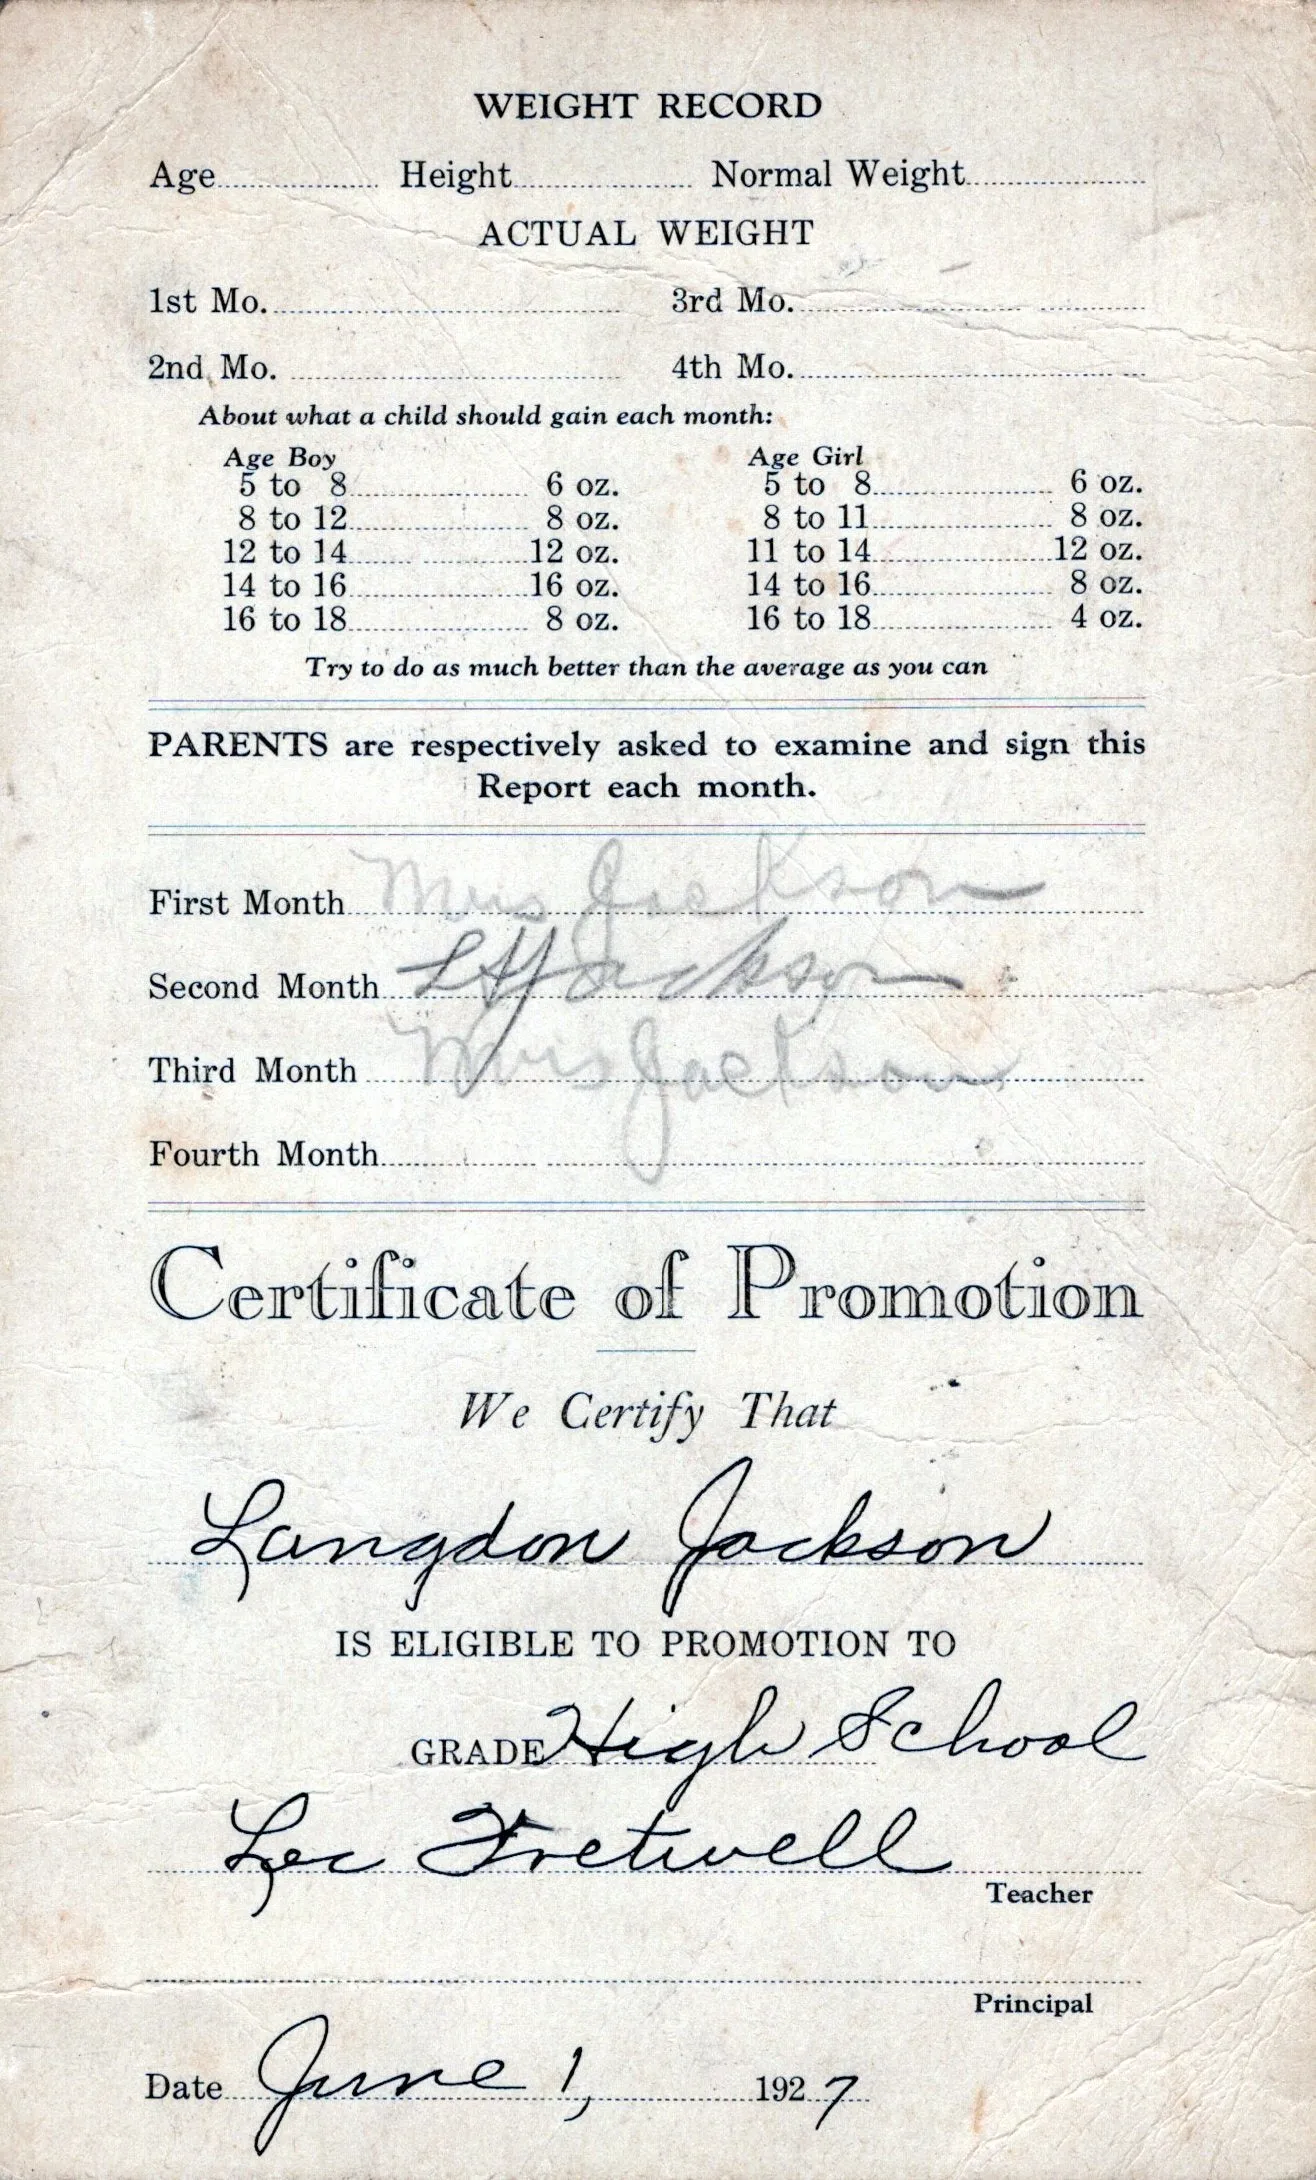 WEIGHT RECORD
Age Height Normal Weight
ACTUAL WEIGHT
1st Mo. 3rd Mo.
2nd Mo. 4th Mo.
About what a child should gain each month:
Age Boy Age Girl
5 to 8 6 oz. 5 to 8 6 oz.
8 to 12 8 oz. 8 to 11 8 oz.
12 to 14 12 oz. 11 to 14 12 oz.
14 to 16 16 oz. 14 to 16 8 oz.
16 to 18 8 oz. 16 to 18 4 oz.
Try to do as much better than the average as you can
PARENTS are respectively asked to examine and sign this
Report each month.
First Month Mrs Jackson
Second Month L H Jackson
Third Month Mrs Jackson
Fourth Month
Certificate of Promotion
We Certify That
Langdon Jackson
IS ELIGIBLE TO PROMOTION TO
GRADE High School
Lee Fretwell
Teacher
Principal
Date June 1, 1927